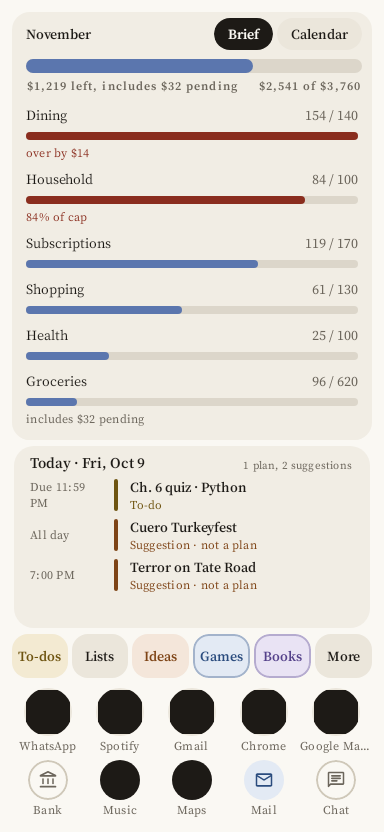 November Brief Calendar
$1,219 left, includes $32 pending $2,541 of $3,760
Dining 154 / 140
over by $14
Household 84 / 100
84% of cap
Subscriptions 119 / 170
Shopping 61 / 130
Health 25 / 100
Groceries 96 / 620
includes $32 pending
Today · Fri, Oct 9 1 plan, 2 suggestions
Due 11:59 PM
Ch. 6 quiz · Python
To-do
All day
Cuero Turkeyfest
Suggestion · not a plan
7:00 PM
Terror on Tate Road
Suggestion · not a plan
To-dos Lists Ideas Games Books More
WhatsApp Spotify Gmail Chrome Google Ma…
Bank Music Maps Mail Chat